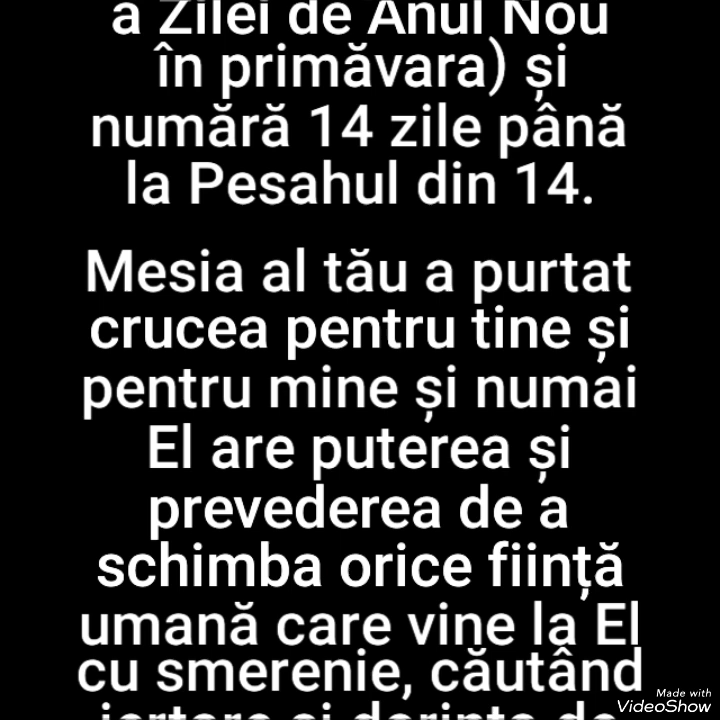 a Zilei de Anul Nou
în primăvara) și
numără 14 zile până
la Pesahul din 14.
Mesia al tău a purtat
crucea pentru tine și
pentru mine și numai
El are puterea și
prevederea de a
schimba orice ființă
umană care vine la El
cu smerenie, căutând
iertare și dorința de
Made with
VideoShow